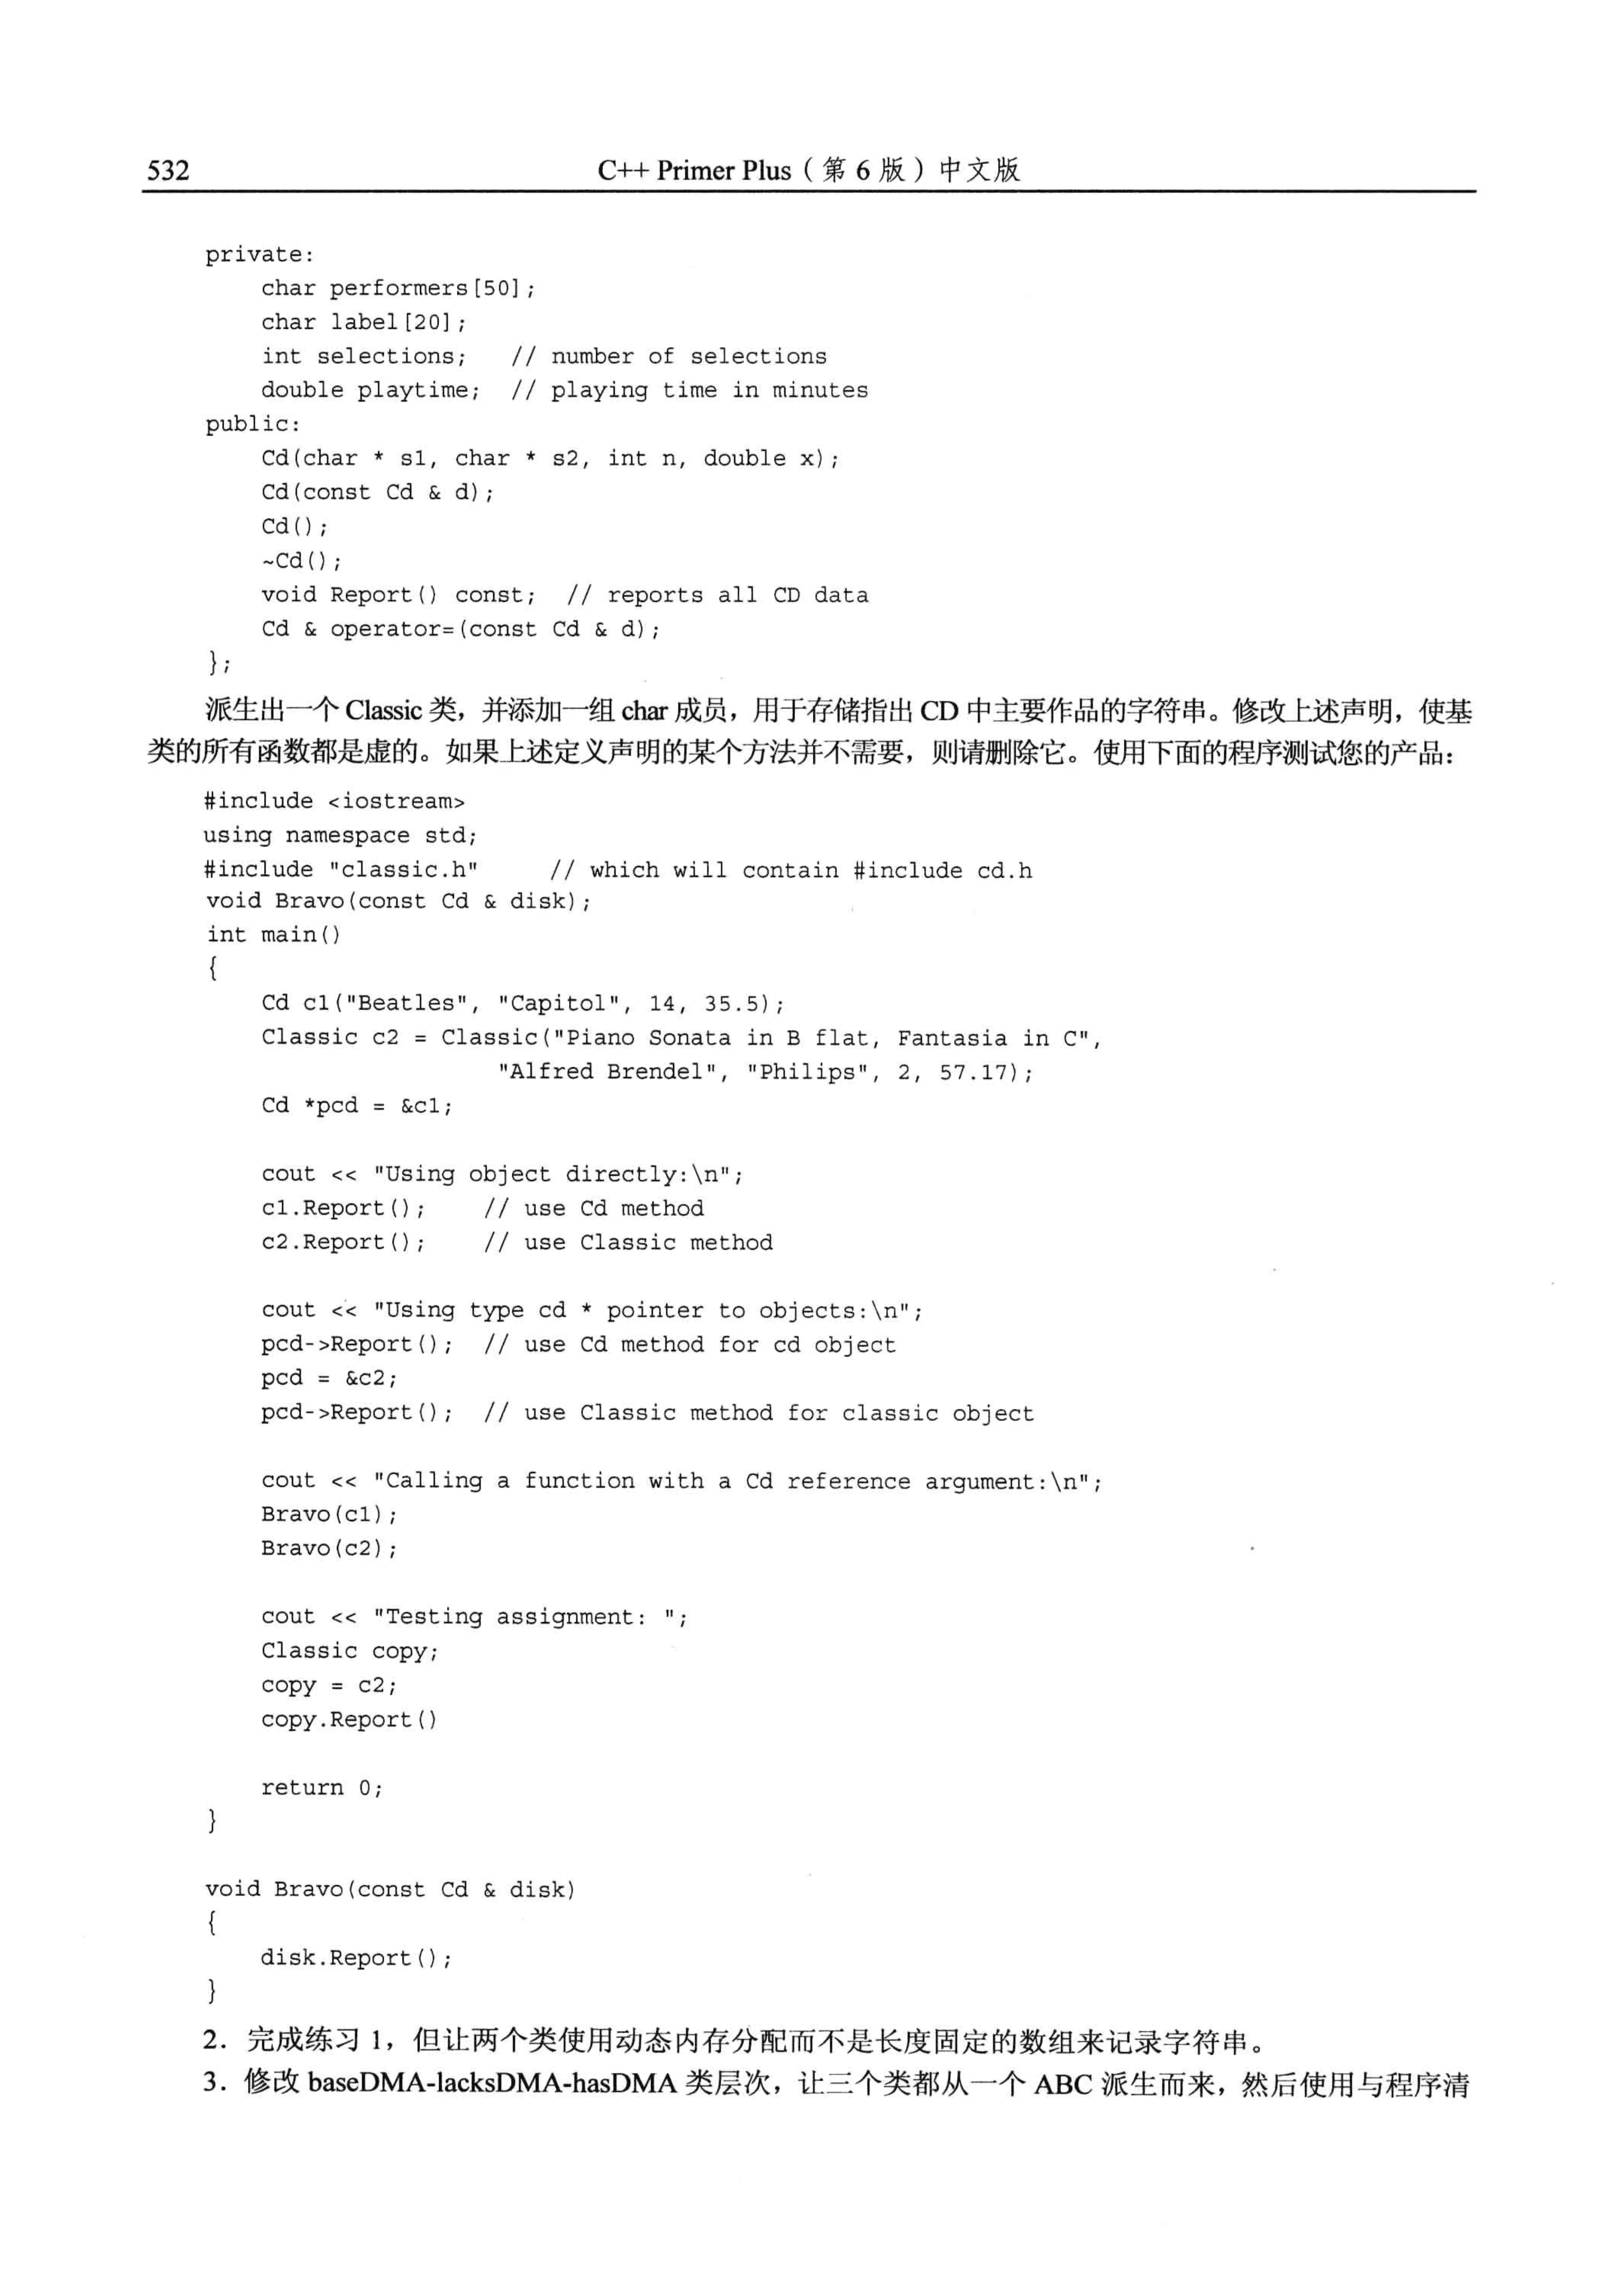 532
C++ Primer Plus（第 6 版）中文版
private:
    char performers[50];
    char label[20];
    int selections;   // number of selections
    double playtime;  // playing time in minutes
public:
    Cd(char * s1, char * s2, int n, double x);
    Cd(const Cd & d);
    Cd();
    ~Cd();
    void Report() const;  // reports all CD data
    Cd & operator=(const Cd & d);
};
派生出一个 Classic 类，并添加一组 char 成员，用于存储指出 CD 中主要作品的字符串。修改上述声明，使基
类的所有函数都是虚的。如果上述定义声明的某个方法并不需要，则请删除它。使用下面的程序测试您的产品：
#include <iostream>
using namespace std;
#include "classic.h"     // which will contain #include cd.h
void Bravo(const Cd & disk);
int main()
{
    Cd c1("Beatles", "Capitol", 14, 35.5);
    Classic c2 = Classic("Piano Sonata in B flat, Fantasia in C",
                     "Alfred Brendel", "Philips", 2, 57.17);
    Cd *pcd = &c1;
    cout << "Using object directly:\n";
    c1.Report();    // use Cd method
    c2.Report();    // use Classic method
    cout << "Using type cd * pointer to objects:\n";
    pcd->Report();  // use Cd method for cd object
    pcd = &c2;
    pcd->Report();  // use Classic method for classic object
    cout << "Calling a function with a Cd reference argument:\n";
    Bravo(c1);
    Bravo(c2);
    cout << "Testing assignment: ";
    Classic copy;
    copy = c2;
    copy.Report()
    return 0;
}
void Bravo(const Cd & disk)
{
    disk.Report();
}
2．完成练习 1，但让两个类使用动态内存分配而不是长度固定的数组来记录字符串。
3．修改 baseDMA-lacksDMA-hasDMA 类层次，让三个类都从一个 ABC 派生而来，然后使用与程序清